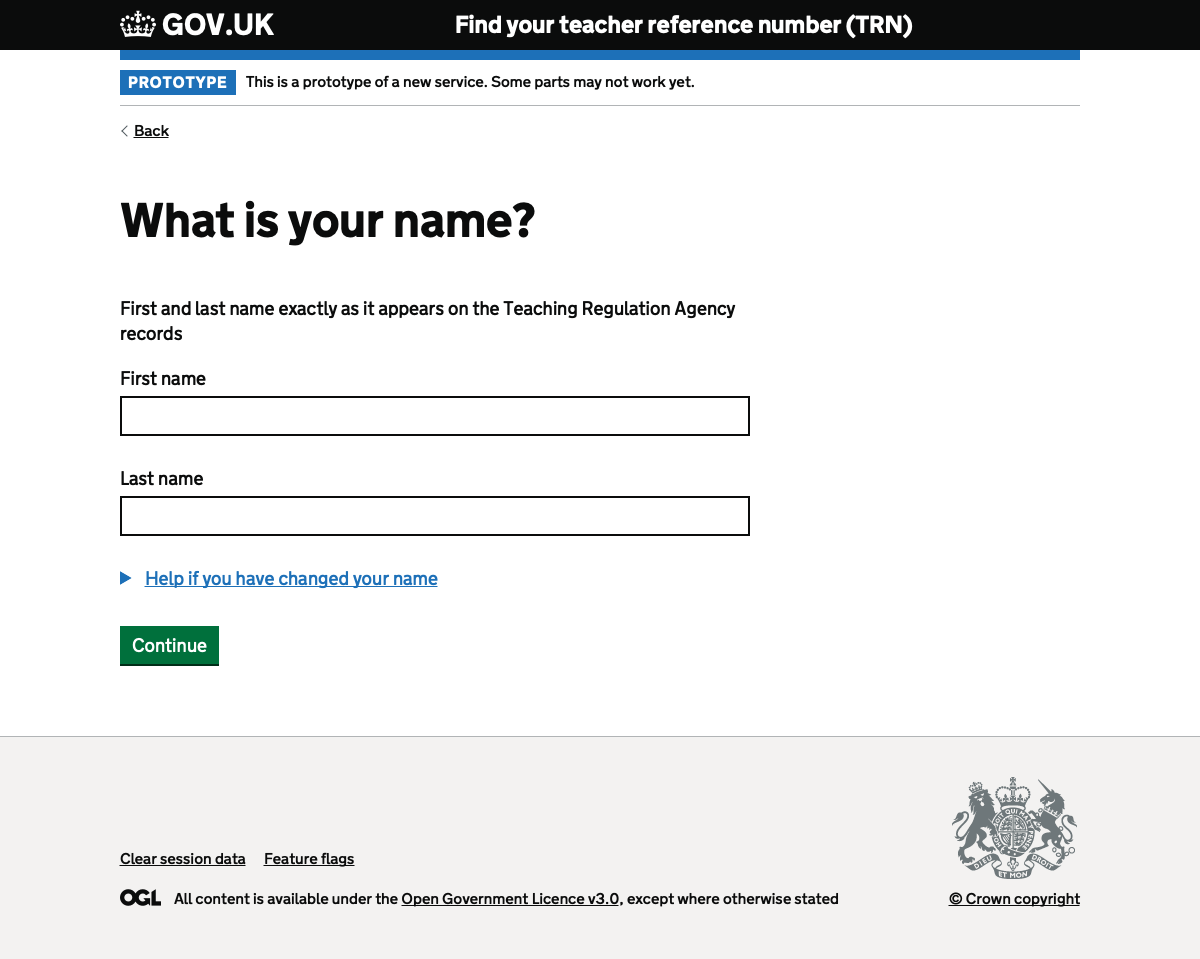 GOV.UK
Find your teacher reference number (TRN)
PROTOTYPE
This is a prototype of a new service. Some parts may not work yet.
Back
What is your name?
First and last name exactly as it appears on the Teaching Regulation Agency
records
First name
Last name
Help if you have changed your name
Continue
Clear session data
Feature flags
OGL
All content is available under the Open Government Licence v3.0, except where otherwise stated
DIEU
ET MON
DROIT
© Crown copyright